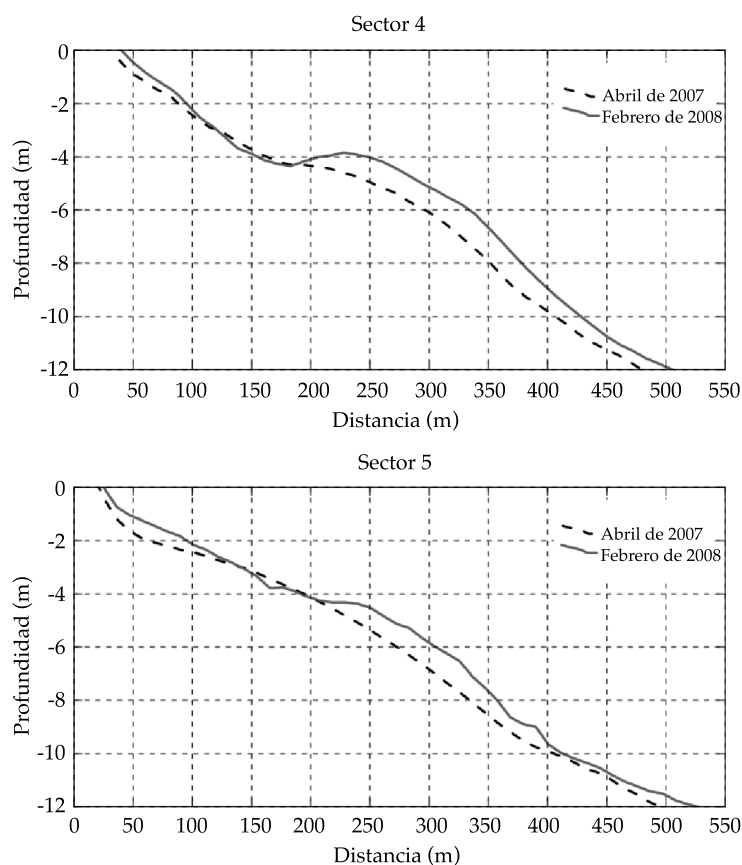 Sector 4
0
-2
-4
-6
-8
-10
-12
Profundidad (m)
Abril de 2007
Febrero de 2008
0 50 100 150 200 250 300 350 400 450 500 550
Distancia (m)
Sector 5
0
-2
-4
-6
-8
-10
-12
Profundidad (m)
Abril de 2007
Febrero de 2008
0 50 100 150 200 250 300 350 400 450 500 550
Distancia (m)